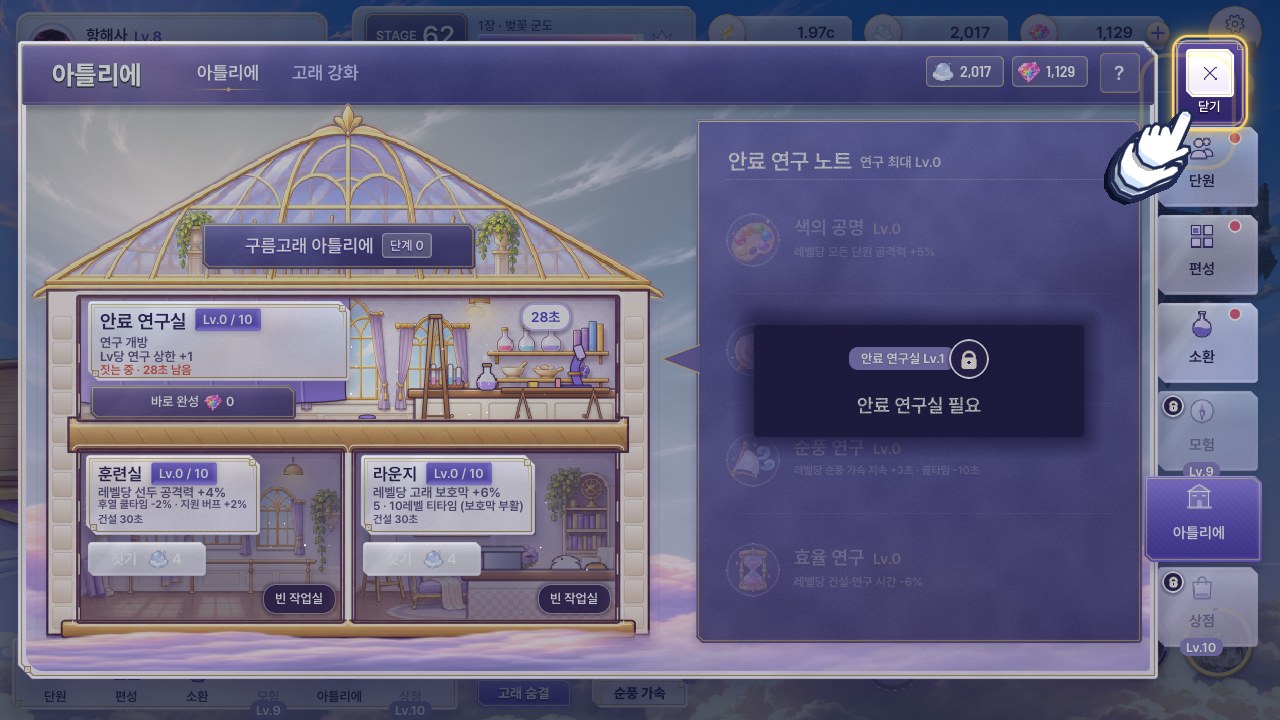 항해사 Lv.8
STAGE 62
1장 · 벚꽃 군도
1.97c
2,017
1,129
아틀리에
아틀리에
고래 강화
2,017
1,129
?
닫기
구름고래 아틀리에 단계 0
안료 연구실 Lv.0 / 10
연구 개방
Lv당 연구 상한 +1
짓는 중 · 28초 남음
바로 완성 0
28초
훈련실 Lv.0 / 10
레벨당 선두 공격력 +4%
후열 쿨타임 -2% · 지원 버프 +2%
건설 30초
짓기 4
빈 작업실
라운지 Lv.0 / 10
레벨당 고래 보호막 +6%
5 · 10레벨 티타임 (보호막 부활)
건설 30초
짓기 4
빈 작업실
안료 연구 노트 연구 최대 Lv.0
색의 공명 Lv.0
레벨당 모든 단원 공격력 +5%
안료 연구실 Lv.1
안료 연구실 필요
순풍 연구 Lv.0
레벨당 순풍 가속 지속 +2초 · 쿨타임 -10초
효율 연구 Lv.0
레벨당 건설·연구 시간 -6%
단원
편성
소환
모험
Lv.9
아틀리에
상점
Lv.10
단원
편성
소환
모험
Lv.9
아틀리에
상점
Lv.10
고래 숨결
순풍 가속